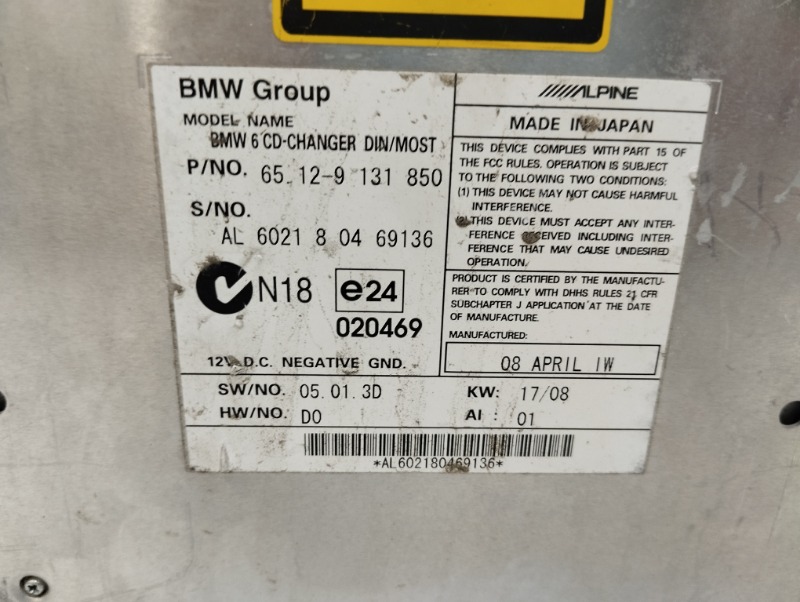 BMW Group
MODEL NAME
BMW 6 CD-CHANGER DIN/MOST
P/NO. 65.12-9 131 850
S/NO.
AL 6021 8 04 69136
N18 e24
020469
12V D.C. NEGATIVE GND.
ALPINE
MADE IN JAPAN
THIS DEVICE COMPLIES WITH PART 15 OF
THE FCC RULES. OPERATION IS SUBJECT
TO THE FOLLOWING TWO CONDITIONS:
(1) THIS DEVICE MAY NOT CAUSE HARMFUL
INTERFERENCE.
(2) THIS DEVICE MUST ACCEPT ANY INTER-
FERENCE RECEIVED INCLUDING INTER-
FERENCE THAT MAY CAUSE UNDESIRED
OPERATION.
PRODUCT IS CERTIFIED BY THE MANUFACTU-
RER TO COMPLY WITH DHHS RULES 21 CFR
SUBCHAPTER J APPLICATION AT THE DATE
OF MANUFACTURE.
MANUFACTURED:
08 APRIL IW
SW/NO. 05.01.3D KW: 17/08
HW/NO. D0 AI : 01
*AL602180469136*